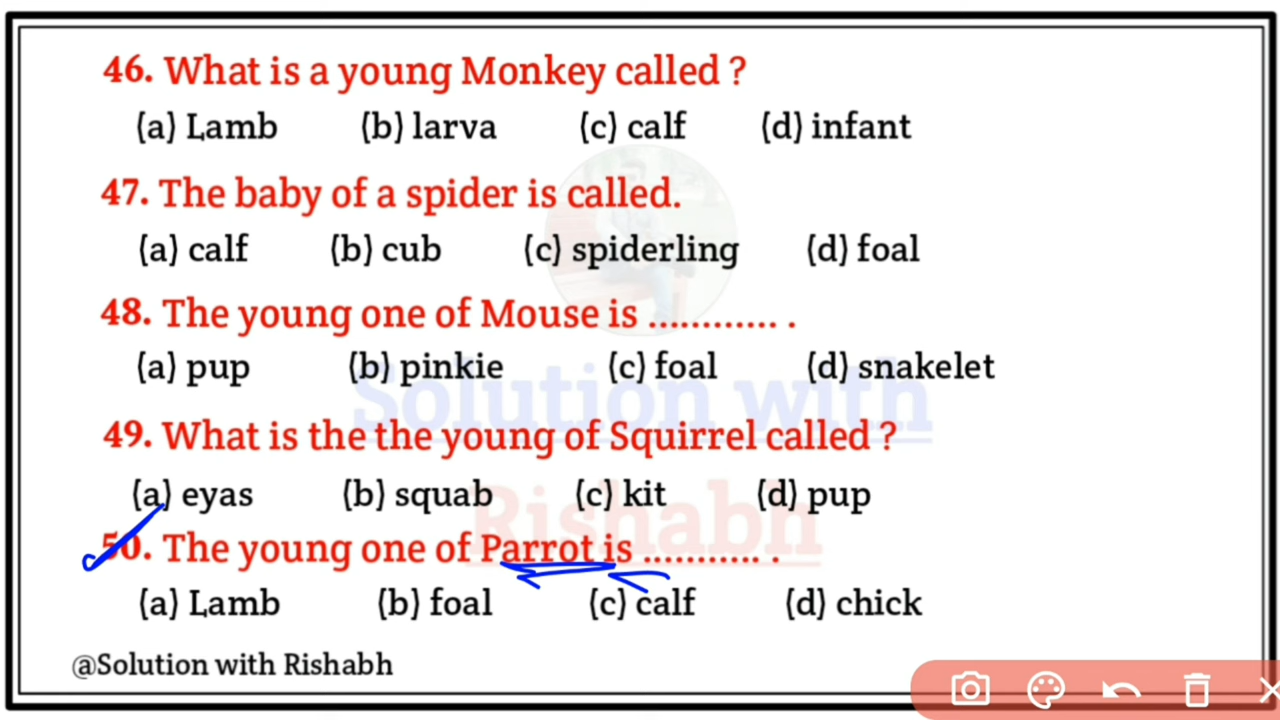 46. What is a young Monkey called ?
(a) Lamb (b) larva (c) calf (d) infant
47. The baby of a spider is called.
(a) calf (b) cub (c) spiderling (d) foal
48. The young one of Mouse is ............ .
(a) pup (b) pinkie (c) foal (d) snakelet
Solution with
49. What is the the young of Squirrel called ?
(a) eyas (b) squab (c) kit (d) pup
Rishabh
50. The young one of Parrot is ........... .
(a) Lamb (b) foal (c) calf (d) chick
@Solution with Rishabh